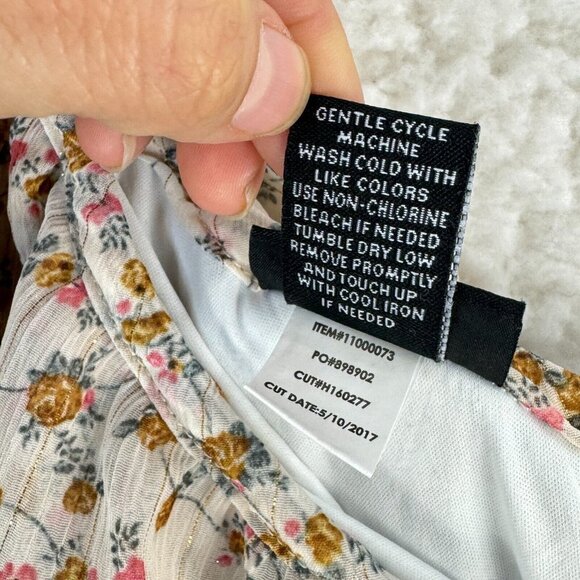 GENTLE CYCLE
MACHINE
WASH COLD WITH
LIKE COLORS
USE NON-CHLORINE
BLEACH IF NEEDED
TUMBLE DRY LOW
REMOVE PROMPTLY
AND TOUCH UP
WITH COOL IRON
IF NEEDED
ITEM#11000073
PO#898902
CUT#H160277
CUT DATE:5/10/2017